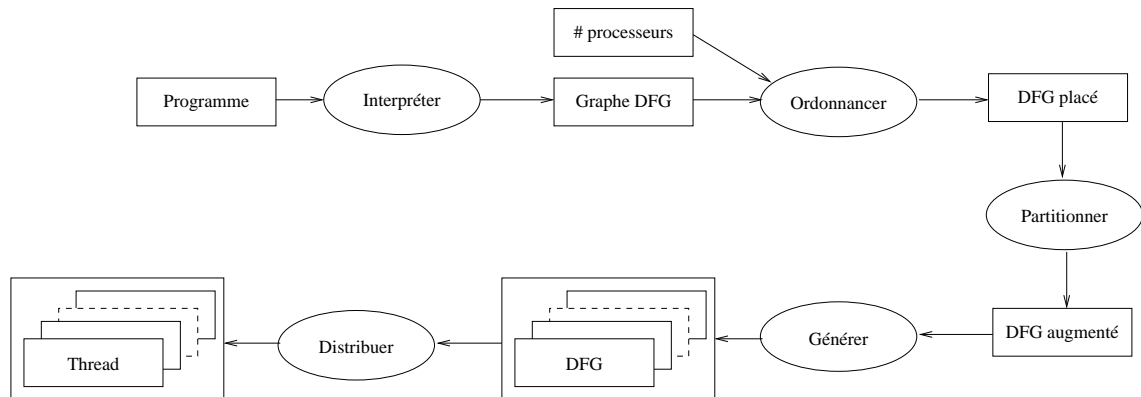 # processeurs
Programme
Interpréter
Graphe DFG
Ordonnancer
DFG placé
Partitionner
DFG augmenté
Générer
DFG
Distribuer
Thread